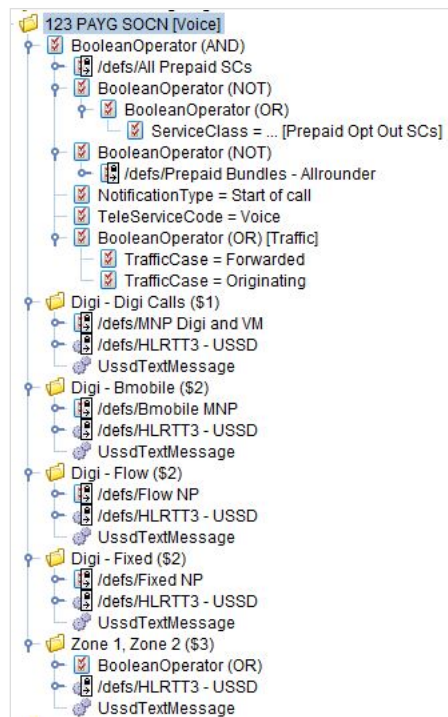 123 PAYG SOCN [Voice]
BooleanOperator (AND)
/defs/All Prepaid SCs
BooleanOperator (NOT)
BooleanOperator (OR)
ServiceClass = ... [Prepaid Opt Out SCs]
BooleanOperator (NOT)
/defs/Prepaid Bundles - Allrounder
NotificationType = Start of call
TeleServiceCode = Voice
BooleanOperator (OR) [Traffic]
TrafficCase = Forwarded
TrafficCase = Originating
Digi - Digi Calls ($1)
/defs/MNP Digi and VM
/defs/HLRTT3 - USSD
UssdTextMessage
Digi - Bmobile ($2)
/defs/Bmobile MNP
/defs/HLRTT3 - USSD
UssdTextMessage
Digi - Flow ($2)
/defs/Flow NP
/defs/HLRTT3 - USSD
UssdTextMessage
Digi - Fixed ($2)
/defs/Fixed NP
/defs/HLRTT3 - USSD
UssdTextMessage
Zone 1, Zone 2 ($3)
BooleanOperator (OR)
/defs/HLRTT3 - USSD
UssdTextMessage